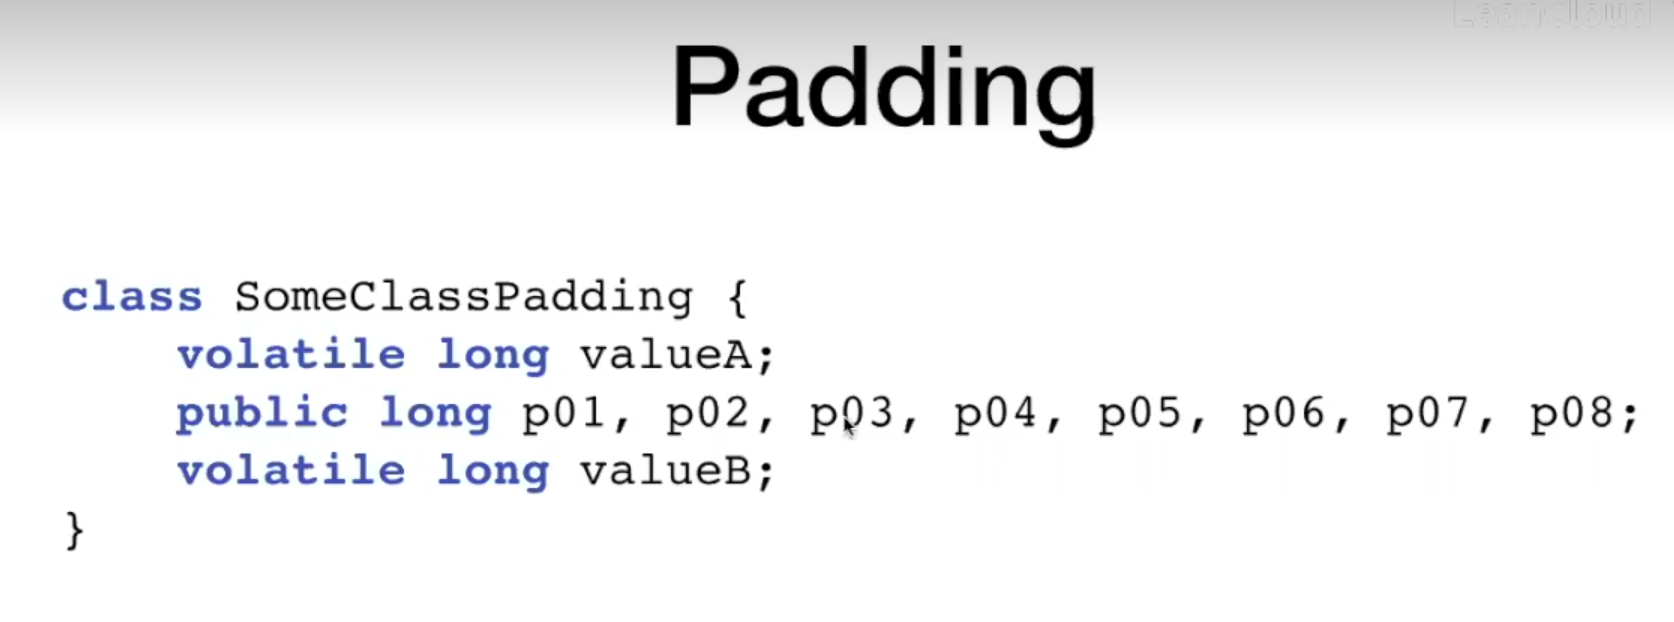 LeanCloud
Padding
class SomeClassPadding {
volatile long valueA;
public long p01, p02, p03, p04, p05, p06, p07, p08;
volatile long valueB;
}